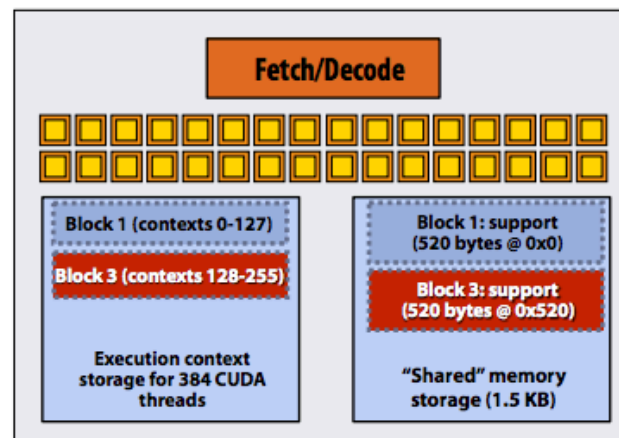 Fetch/Decode
Block 1 (contexts 0-127)
Block 3 (contexts 128-255)
Execution context
storage for 384 CUDA
threads
Block 1: support
(520 bytes @ 0x0)
Block 3: support
(520 bytes @ 0x520)
“Shared” memory
storage (1.5 KB)